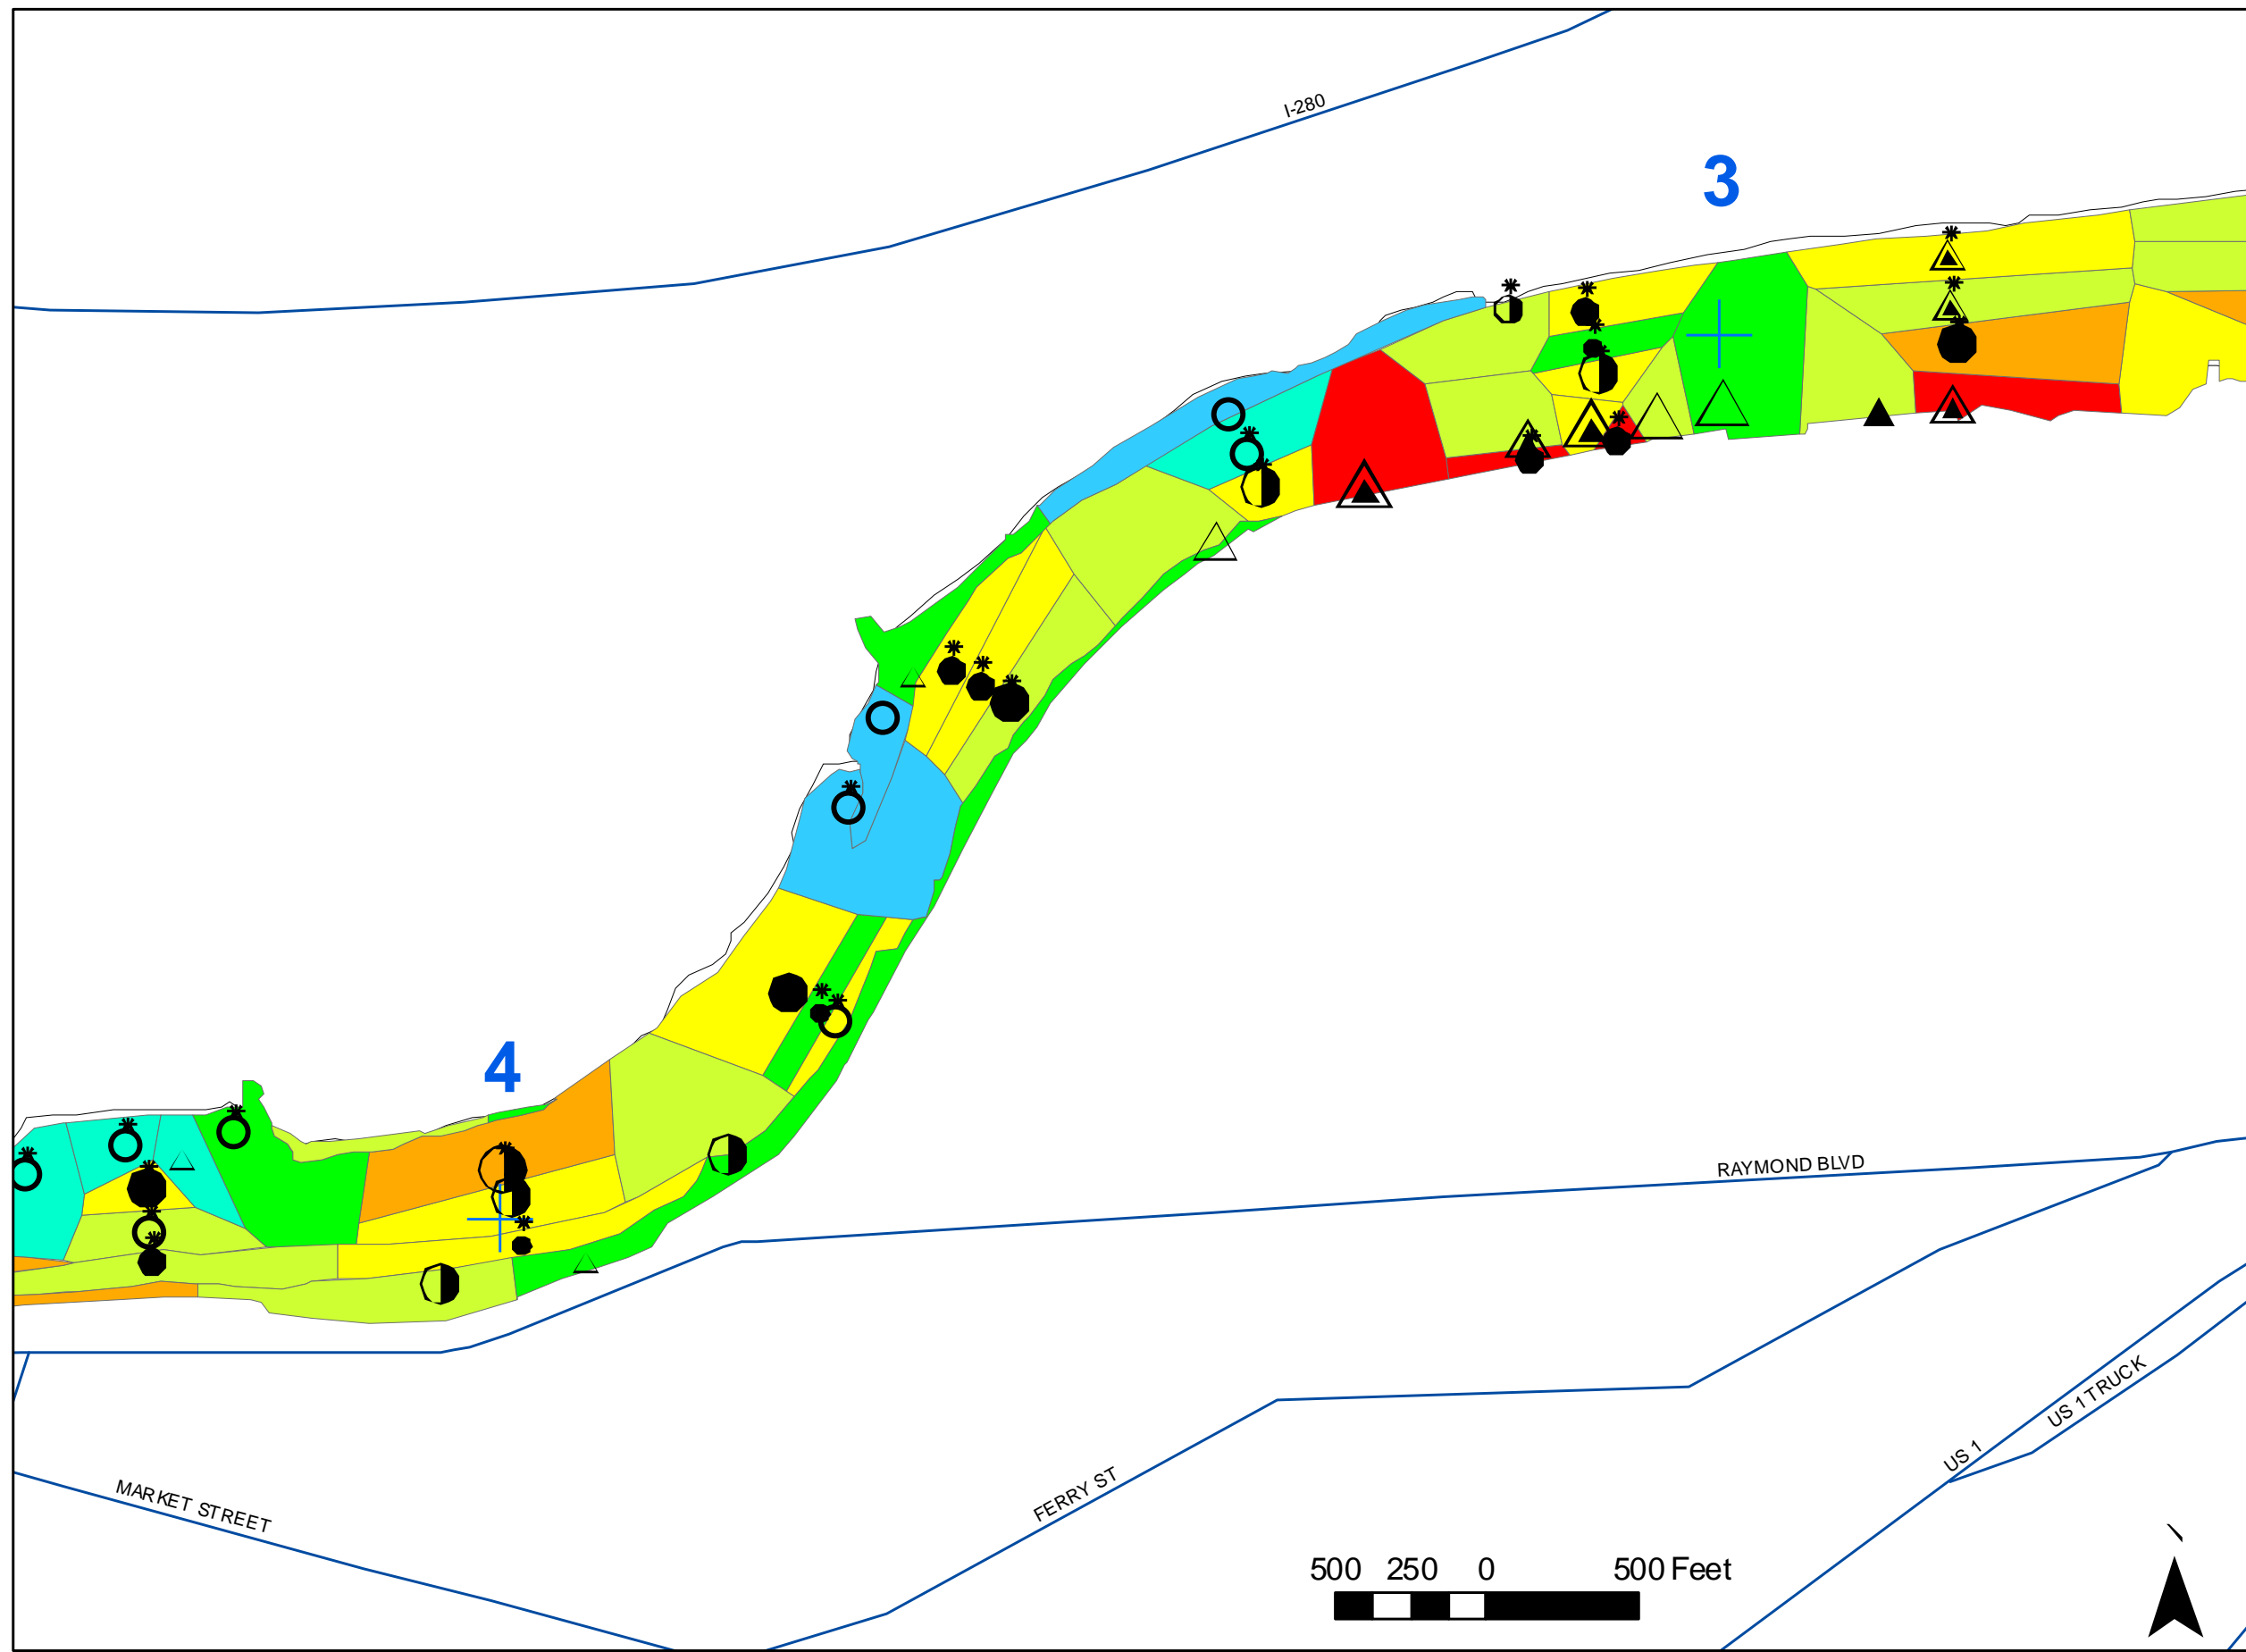 I-280
3
4
RAYMOND BLVD
US 1 TRUCK
US 1
FERRY ST
MARKET STREET
500 250 0 500 Feet